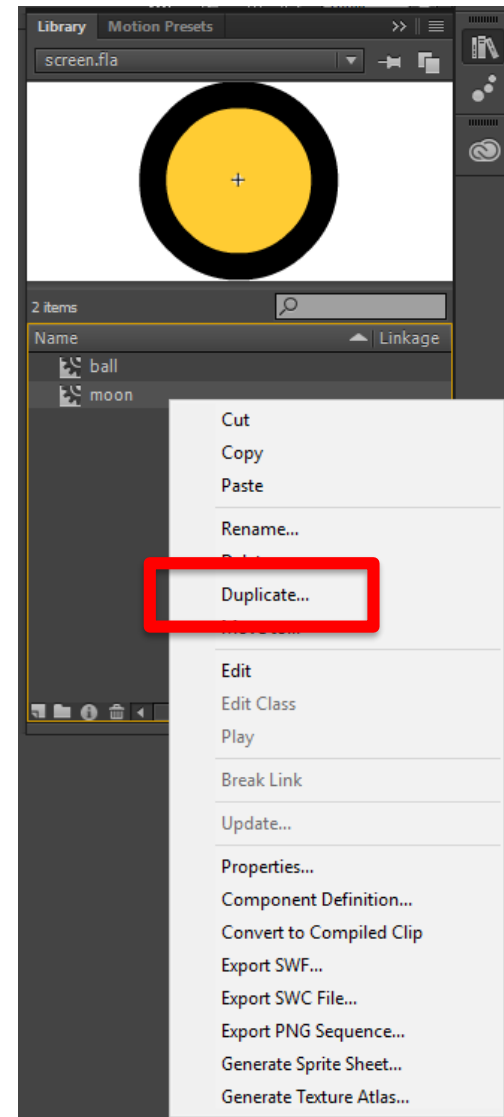 Library Motion Presets
screen.fla
2 items
Name Linkage
ball
moon
Cut
Copy
Paste
Rename...
Duplicate...
Edit
Edit Class
Play
Break Link
Update...
Properties...
Component Definition...
Convert to Compiled Clip
Export SWF...
Export SWC File...
Export PNG Sequence...
Generate Sprite Sheet...
Generate Texture Atlas...